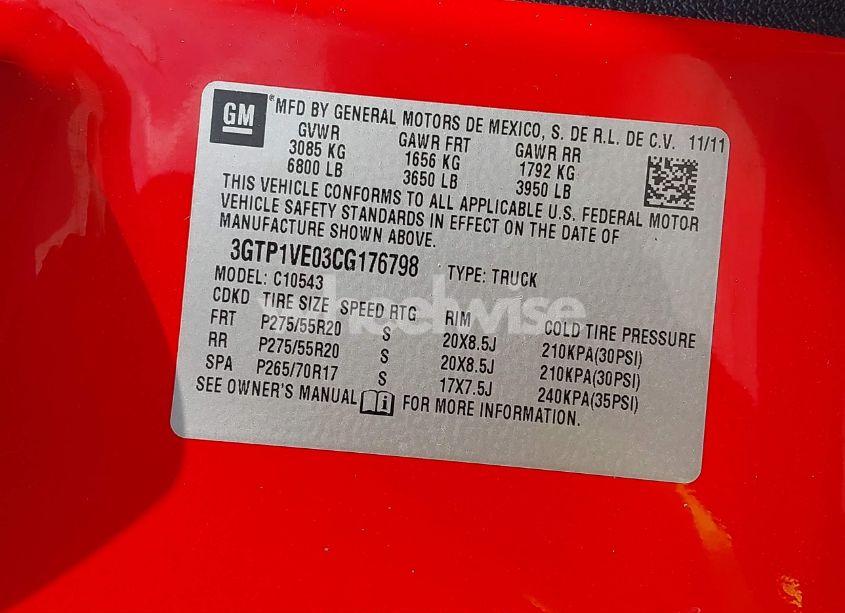 GM ® MFD BY GENERAL MOTORS DE MEXICO, S. DE R.L. DE C.V. 11/11
GVWR GAWR FRT GAWR RR
3085 KG 1656 KG 1792 KG
6800 LB 3650 LB 3950 LB
THIS VEHICLE CONFORMS TO ALL APPLICABLE U.S. FEDERAL MOTOR
VEHICLE SAFETY STANDARDS IN EFFECT ON THE DATE OF
MANUFACTURE SHOWN ABOVE.
3GTP1VE03CG176798 TYPE: TRUCK
MODEL: C10543
CDKD TIRE SIZE SPEED RTG RIM COLD TIRE PRESSURE
FRT P275/55R20 S 20X8.5J 210KPA(30PSI)
RR P275/55R20 S 20X8.5J 210KPA(30PSI)
SPA P265/70R17 S 17X7.5J 240KPA(35PSI)
SEE OWNER'S MANUAL FOR MORE INFORMATION.
wheelwise